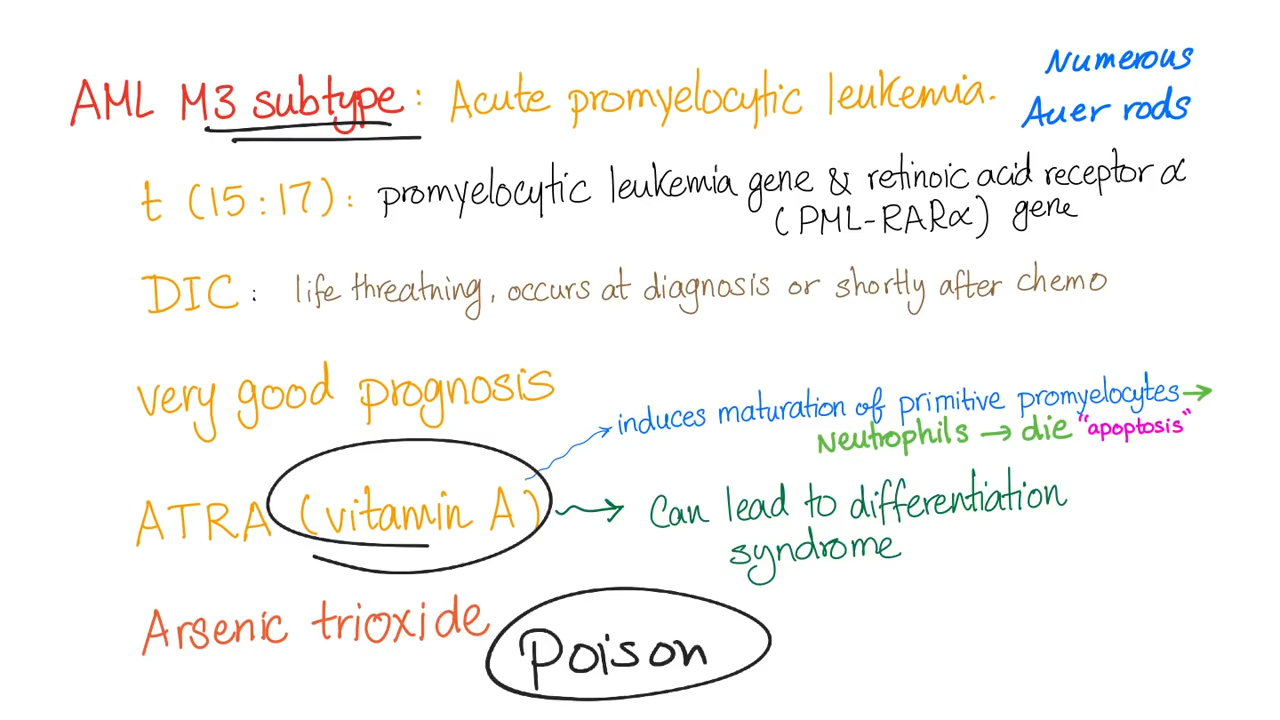 AML M3 subtype: Acute promyelocytic leukemia.
Numerous
Auer rods
t (15:17): promyelocytic leukemia gene & retinoic acid receptor α
(PML-RARα) gene
DIC: life threatning, occurs at diagnosis or shortly after chemo
very good prognosis
induces maturation of primitive promyelocytes →
Neutrophils → die "apoptosis"
ATRA (vitamin A) → Can lead to differentiation
syndrome
Arsenic trioxide
Poison